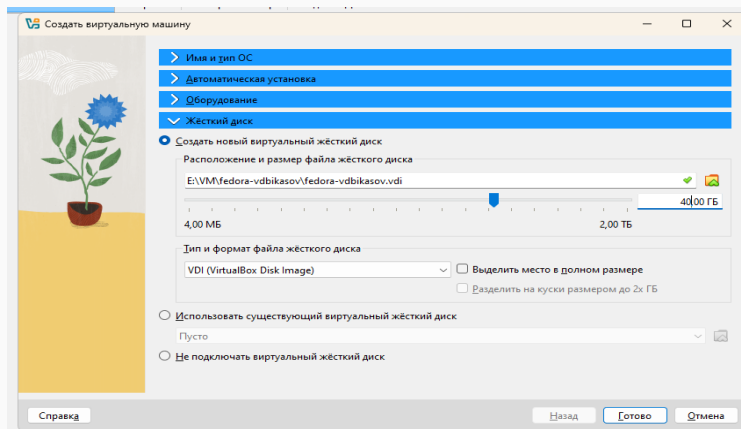 Создать виртуальную машину
Имя и тип ОС
Автоматическая установка
Оборудование
Жёсткий диск
Создать новый виртуальный жёсткий диск
Расположение и размер файла жёсткого диска
E:\VM\fedora-vdbikasov\fedora-vdbikasov.vdi
40,00 ГБ
4,00 МБ 2,00 ТБ
Тип и формат файла жёсткого диска
VDI (VirtualBox Disk Image) Выделить место в полном размере
Разделить на куски размером до 2х ГБ
Использовать существующий виртуальный жёсткий диск
Пусто
Не подключать виртуальный жёсткий диск
Справка Назад Готово Отмена